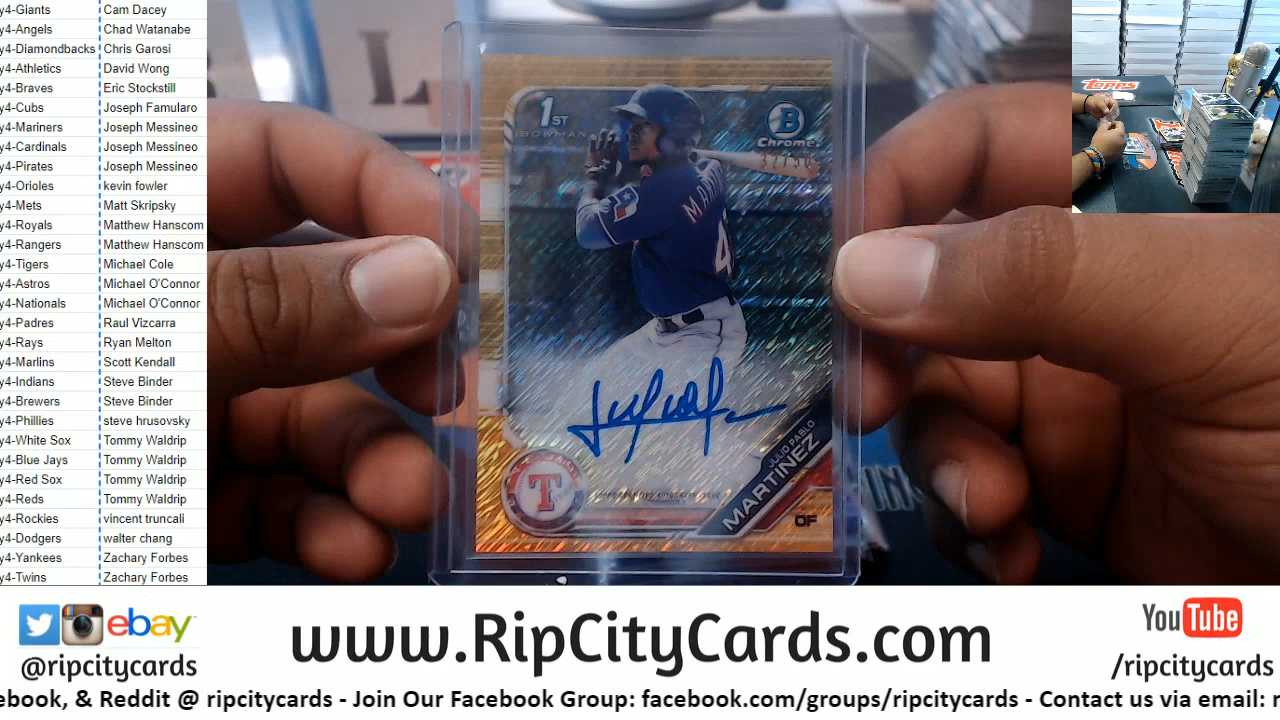 y4-Giants Cam Dacey
y4-Angels Chad Watanabe
y4-Diamondbacks Chris Garosi
y4-Athletics David Wong
y4-Braves Eric Stockstill
y4-Cubs Joseph Famularo
y4-Mariners Joseph Messineo
y4-Cardinals Joseph Messineo
y4-Pirates Joseph Messineo
y4-Orioles kevin fowler
y4-Mets Matt Skripsky
y4-Royals Matthew Hanscom
y4-Rangers Matthew Hanscom
y4-Tigers Michael Cole
y4-Astros Michael O'Connor
y4-Nationals Michael O'Connor
y4-Padres Raul Vizcarra
y4-Rays Ryan Melton
y4-Marlins Scott Kendall
y4-Indians Steve Binder
y4-Brewers Steve Binder
y4-Phillies steve hrusovsky
y4-White Sox Tommy Waldrip
y4-Blue Jays Tommy Waldrip
y4-Red Sox Tommy Waldrip
y4-Reds Tommy Waldrip
y4-Rockies vincent truncali
y4-Dodgers walter chang
y4-Yankees Zachary Forbes
y4-Twins Zachary Forbes
1ST
BOWMAN
B
Chrome
MAR
4
T
TOPPS CERTIFIED AUTOGRAPH ISSUE
JULIO PABLO
MARTINEZ
OF
Topps
ebay
@ripcitycards
www.RipCityCards.com
YouTube
/ripcitycards
ebook, & Reddit @ ripcitycards - Join Our Facebook Group: facebook.com/groups/ripcitycards - Contact us via email: r